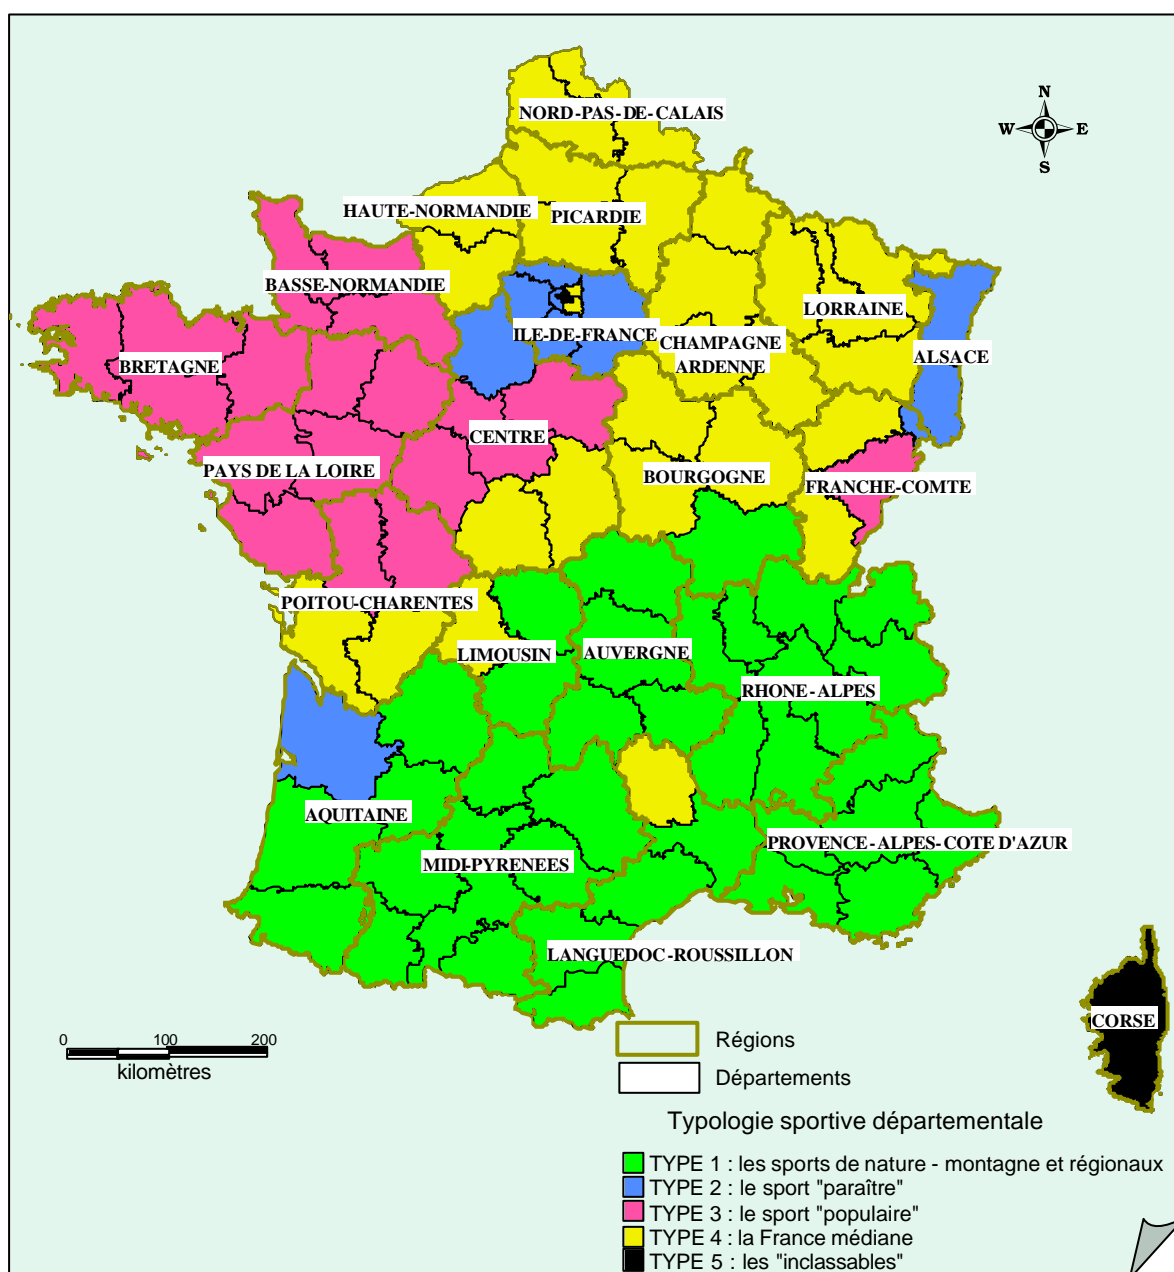 N
W E
S
NORD-PAS-DE-CALAIS
HAUTE-NORMANDIE
PICARDIE
BASSE-NORMANDIE
LORRAINE
ILE-DE-FRANCE
CHAMPAGNE
ARDENNE
ALSACE
BRETAGNE
CENTRE
PAYS DE LA LOIRE
BOURGOGNE
FRANCHE-COMTE
POITOU-CHARENTES
LIMOUSIN
AUVERGNE
RHONE-ALPES
AQUITAINE
MIDI-PYRENEES
PROVENCE-ALPES-COTE D'AZUR
LANGUEDOC-ROUSSILLON
CORSE
0 100 200
kilomètres
Régions
Départements
Typologie sportive départementale
TYPE 1 : les sports de nature - montagne et régionaux
TYPE 2 : le sport "paraître"
TYPE 3 : le sport "populaire"
TYPE 4 : la France médiane
TYPE 5 : les "inclassables"